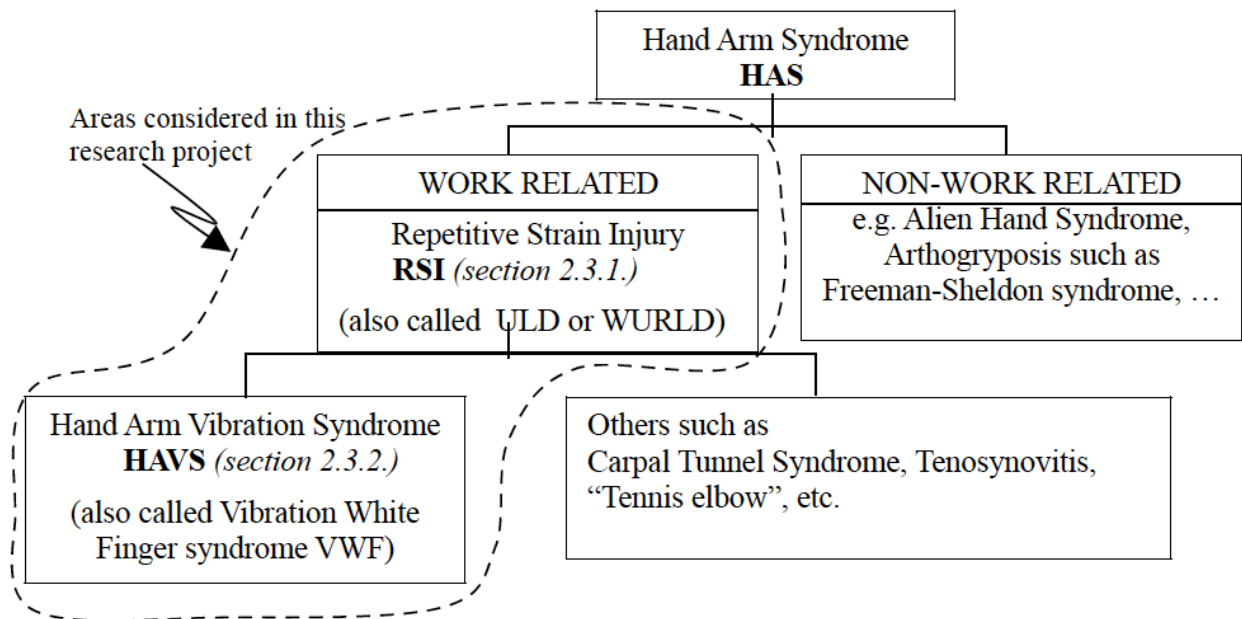 Hand Arm Syndrome
HAS
Areas considered in this
research project
WORK RELATED
Repetitive Strain Injury
RSI (section 2.3.1.)
(also called ULD or WURLD)
NON-WORK RELATED
e.g. Alien Hand Syndrome,
Arthogryposis such as
Freeman-Sheldon syndrome, …
Hand Arm Vibration Syndrome
HAVS (section 2.3.2.)
(also called Vibration White
Finger syndrome VWF)
Others such as
Carpal Tunnel Syndrome, Tenosynovitis,
“Tennis elbow”, etc.